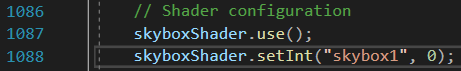 1086 // Shader configuration
1087 skyboxShader.use();
1088 skyboxShader.setInt("skybox1", 0);